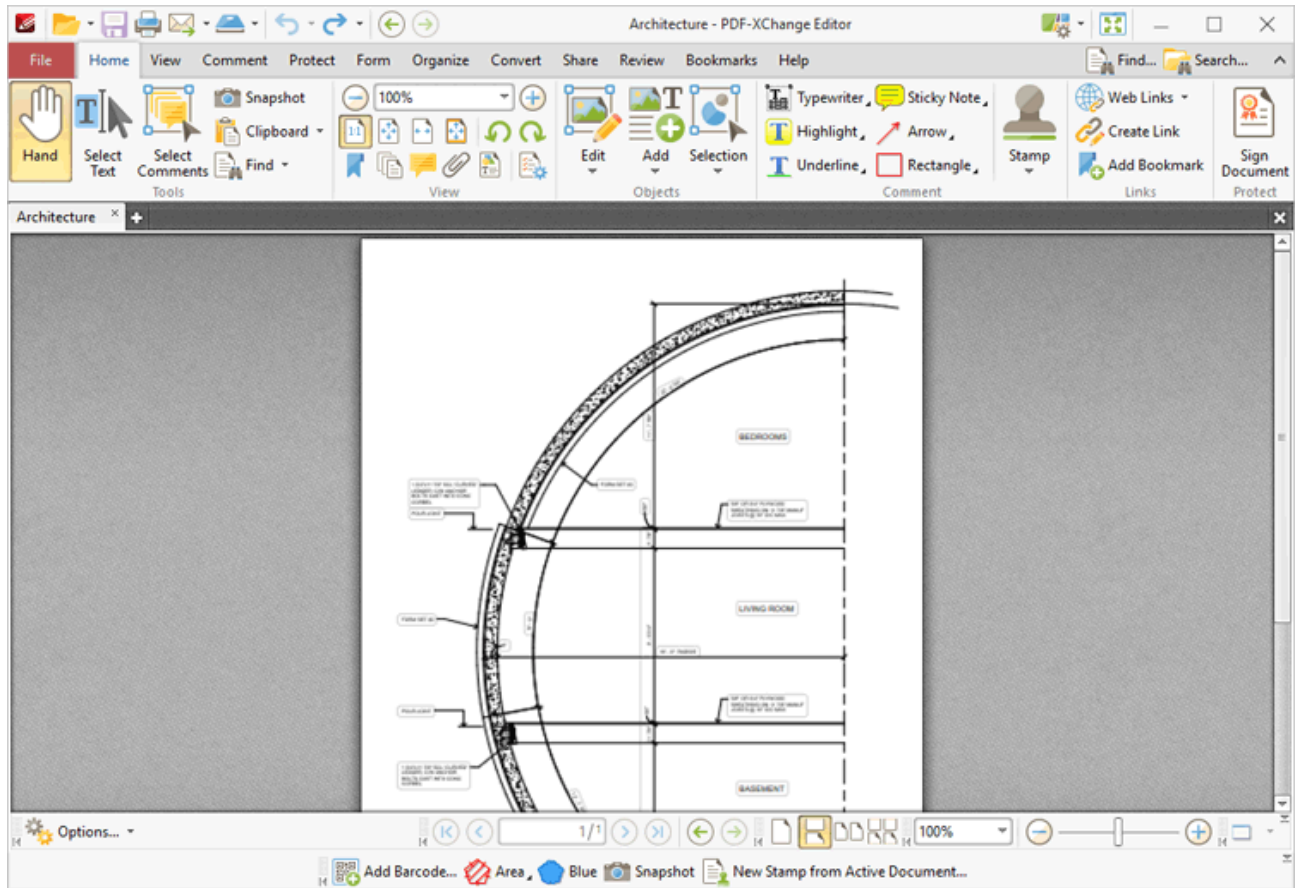 Architecture - PDF-XChange Editor
File Home View Comment Protect Form Organize Convert Share Review Bookmarks Help Find... Search...
Hand
Select Text
Select Comments
Snapshot
Clipboard
Find
Tools
100%
1:1
View
Edit
Add
Selection
Objects
Typewriter
Sticky Note
Highlight
Arrow
Underline
Rectangle
Comment
Stamp
Web Links
Create Link
Add Bookmark
Links
Sign Document
Protect
Architecture
BEDROOMS
LIVING ROOM
BASEMENT
Options...
1/1
100%
Add Barcode... Area Blue Snapshot New Stamp from Active Document...